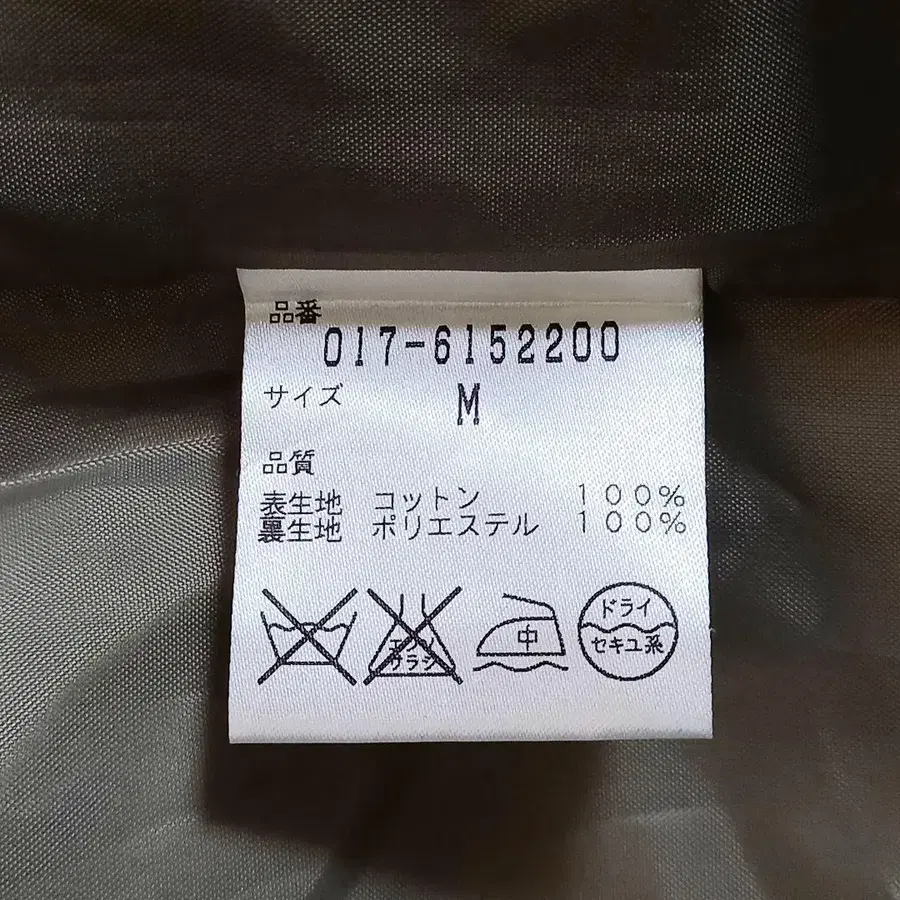 品番
017-6152200
サイズ M
品質
表生地 コットン 100%
裏生地 ポリエステル 100%
エンソ
サラシ
中
ドライ
セキユ系